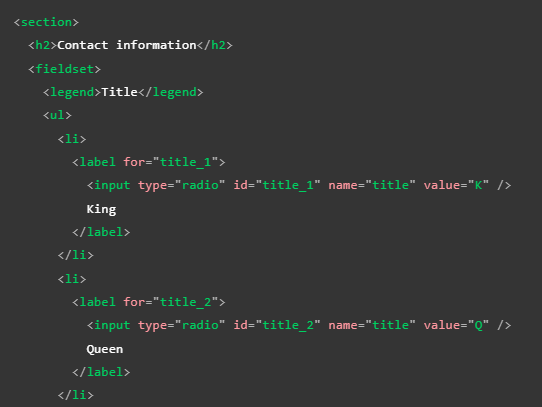 <section>
<h2>Contact information</h2>
<fieldset>
<legend>Title</legend>
<ul>
<li>
<label for="title_1">
<input type="radio" id="title_1" name="title" value="K" />
King
</label>
</li>
<li>
<label for="title_2">
<input type="radio" id="title_2" name="title" value="Q" />
Queen
</label>
</li>